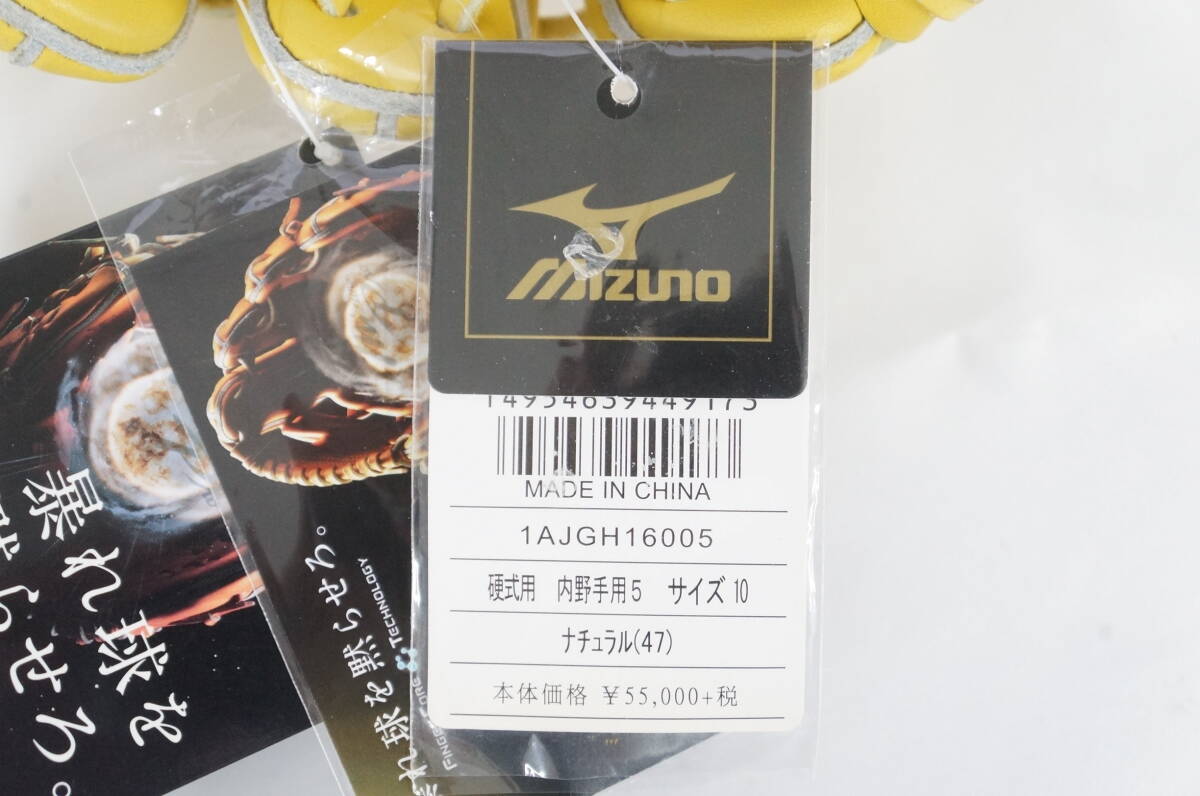 MIZUNO
MADE IN CHINA
1AJGH16005
硬式用 内野手用5 サイズ10
ナチュラル(47)
本体価格 ¥55,000+税
暴れ球を
らせろ。
れ球を黙らせろ。
TECHNOLOGY